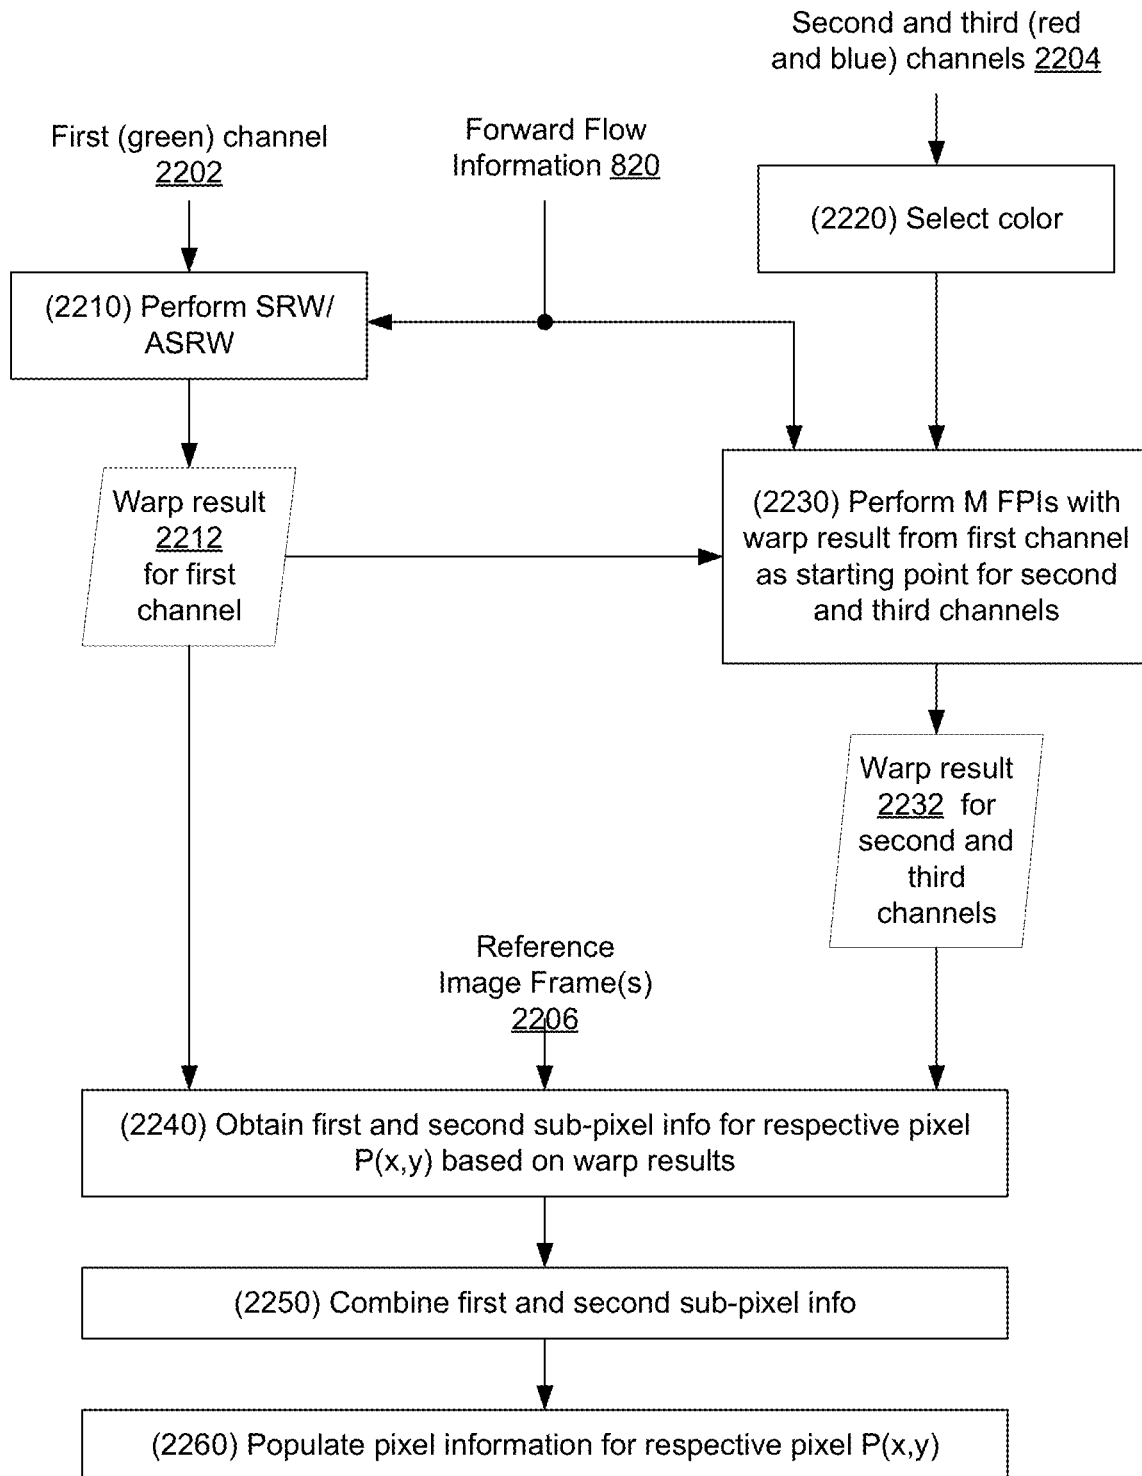 Second and third (red
and blue) channels 2204
First (green) channel
2202
Forward Flow
Information 820
(2220) Select color
(2210) Perform SRW/
ASRW
Warp result
2212
for first
channel
(2230) Perform M FPIs with
warp result from first channel
as starting point for second
and third channels
Warp result
2232 for
second and
third
channels
Reference
Image Frame(s)
2206
(2240) Obtain first and second sub-pixel info for respective pixel
P(x,y) based on warp results
(2250) Combine first and second sub-pixel info
(2260) Populate pixel information for respective pixel P(x,y)